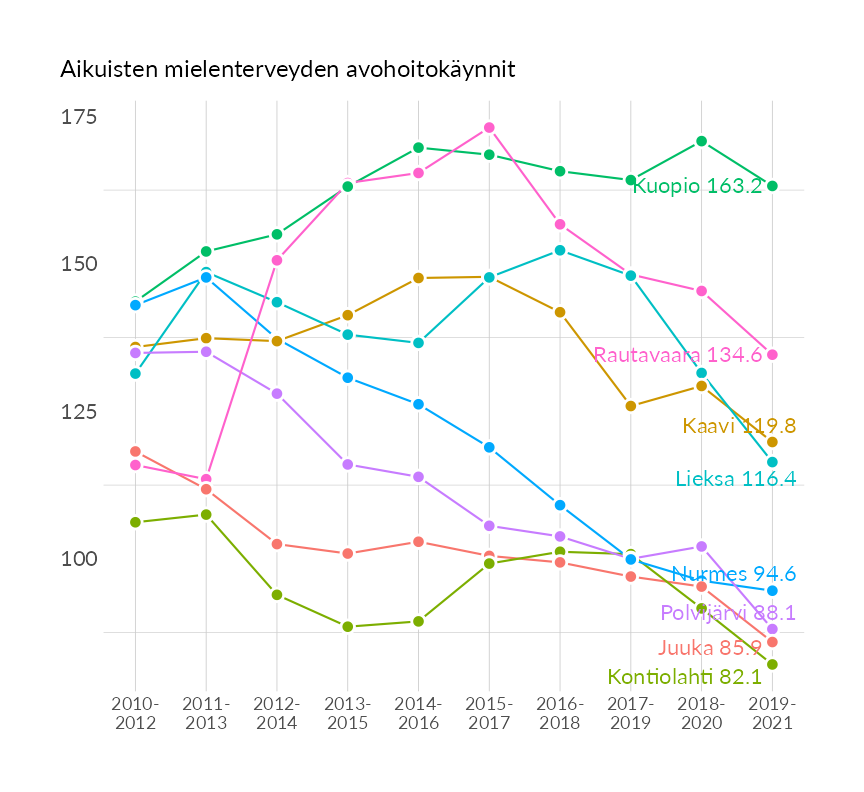 Aikuisten mielenterveyden avohoitokäynnit
175
150
125
100
Kuopio 163.2
Rautavaara 134.6
Kaavi 119.8
Lieksa 116.4
Nurmes 94.6
Polvijärvi 88.1
Juuka 85.9
Kontiolahti 82.1
2010- 2011- 2012- 2013- 2014- 2015- 2016- 2017- 2018- 2019-
2012 2013 2014 2015 2016 2017 2018 2019 2020 2021